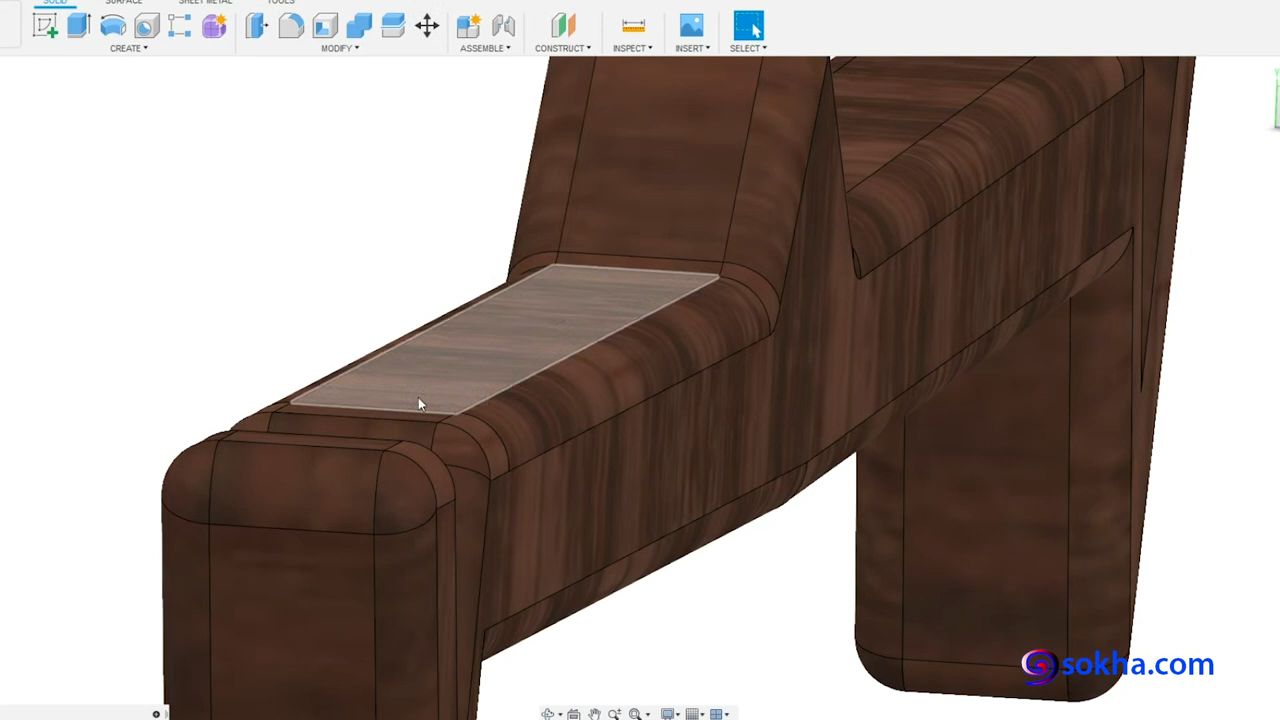 SOLID SURFACE SHEET METAL TOOLS
CREATE MODIFY ASSEMBLE CONSTRUCT INSPECT INSERT SELECT
sokha.com